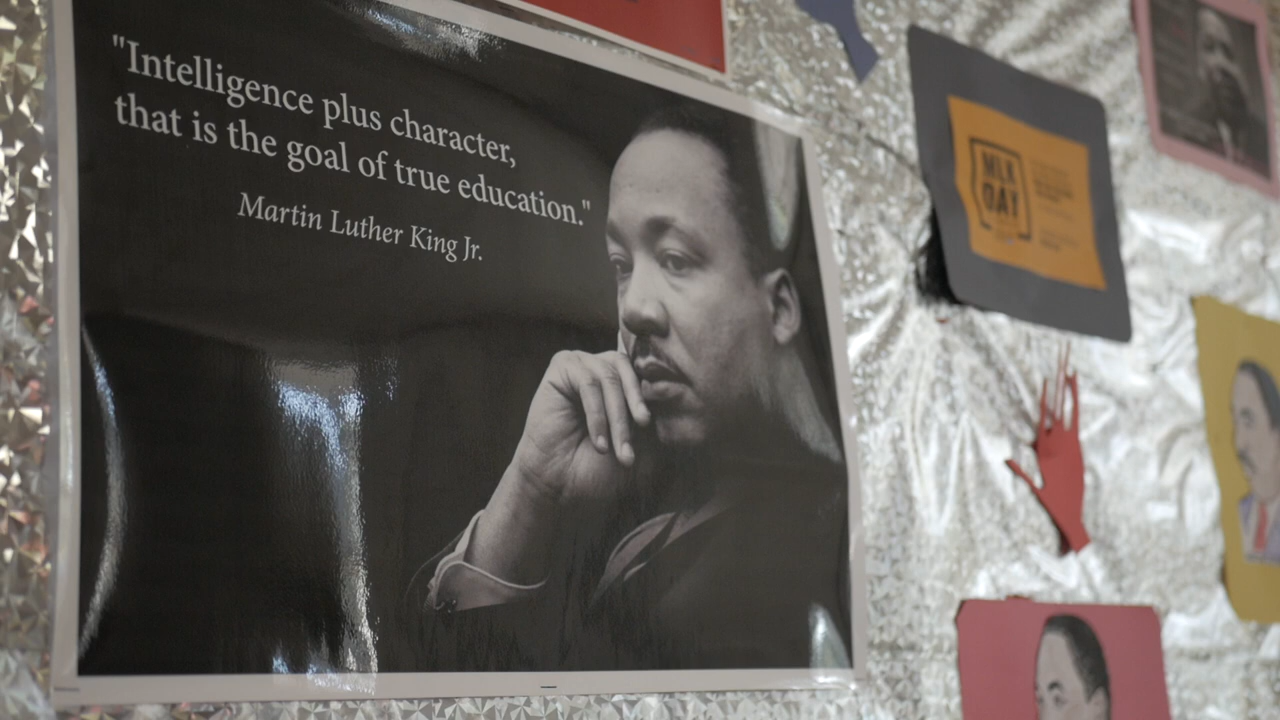 "Intelligence plus character,
that is the goal of true education."
Martin Luther King Jr.
MLK
DAY